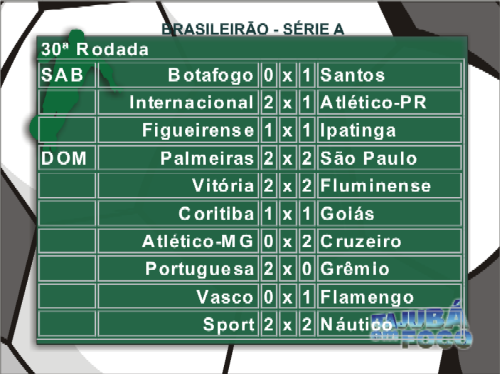 BRASILEIRÃO - SÉRIE A
30ª Rodada
SAB Botafogo 0 x 1 Santos
Internacional 2 x 1 Atlético-PR
Figueirense 1 x 1 Ipatinga
DOM Palmeiras 2 x 2 São Paulo
Vitória 2 x 2 Fluminense
Coritiba 1 x 1 Goiás
Atlético-MG 0 x 2 Cruzeiro
Portuguesa 2 x 0 Grêmio
Vasco 0 x 1 Flamengo
Sport 2 x 2 Náutico
ITAJUBÁ
EM FOCO